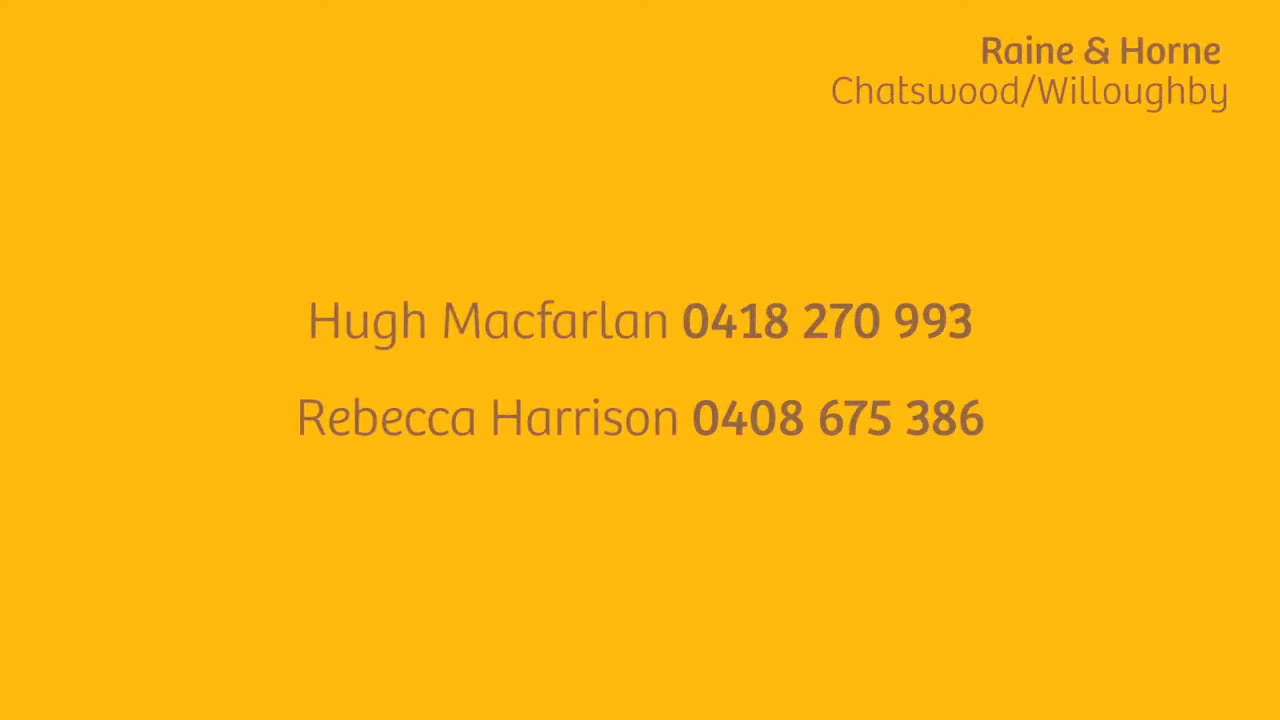 Raine & Horne
Chatswood/Willoughby
Hugh Macfarlan 0418 270 993
Rebecca Harrison 0408 675 386